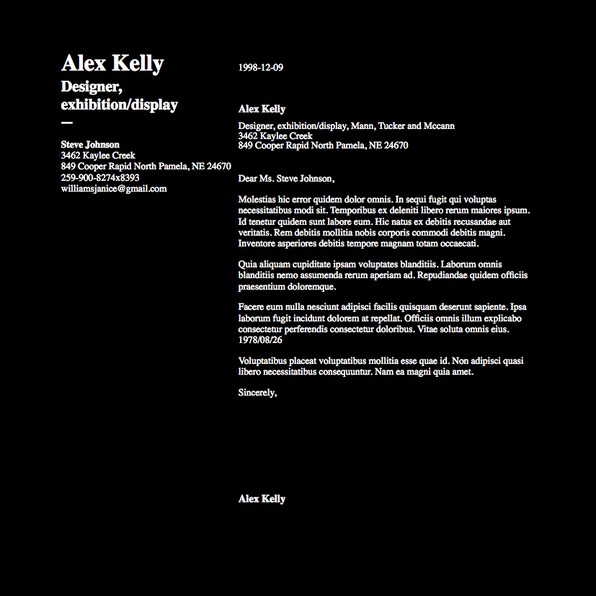 Alex Kelly
Designer,
exhibition/display
—
Steve Johnson
3462 Kaylee Creek
849 Cooper Rapid North Pamela, NE 24670
259-900-8274x8393
williamsjanice@gmail.com
1998-12-09
Alex Kelly
Designer, exhibition/display, Mann, Tucker and Mccann
3462 Kaylee Creek
849 Cooper Rapid North Pamela, NE 24670
Dear Ms. Steve Johnson,
Molestias hic error quidem dolor omnis. In sequi fugit qui voluptas
necessitatibus modi sit. Temporibus ex deleniti libero rerum maiores ipsum.
Id tenetur quidem sunt labore eum. Hic natus ex debitis recusandae aut
veritatis. Rem debitis mollitia nobis corporis commodi debitis magni.
Inventore asperiores debitis tempore magnam totam occaecati.
Quia aliquam cupiditate ipsam voluptates blanditiis. Laborum omnis
blanditiis nemo assumenda rerum aperiam ad. Repudiandae quidem officiis
praesentium doloremque.
Facere eum nulla nesciunt adipisci facilis quisquam deserunt sapiente. Ipsa
laborum fugit incidunt dolorem at repellat. Officiis omnis illum explicabo
consectetur perferendis consectetur doloribus. Vitae soluta omnis eius.
1978/08/26
Voluptatibus placeat voluptatibus mollitia esse quae id. Non adipisci quasi
libero necessitatibus consequuntur. Nam ea magni quia amet.
Sincerely,
Alex Kelly